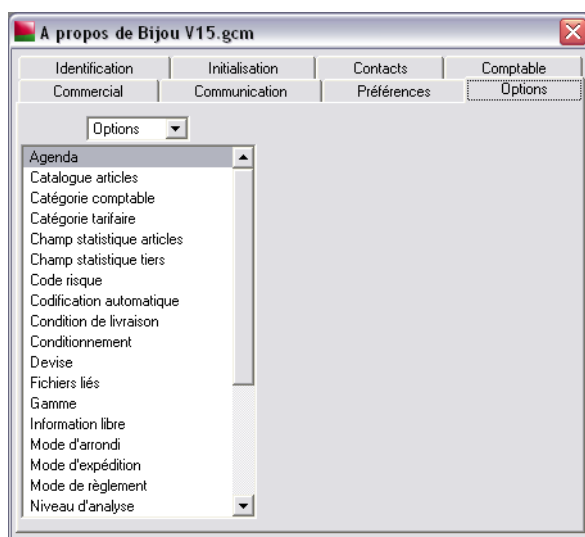 A propos de Bijou V15.gcm
Identification
Initialisation
Contacts
Comptable
Commercial
Communication
Préférences
Options
Options
Agenda
Catalogue articles
Catégorie comptable
Catégorie tarifaire
Champ statistique articles
Champ statistique tiers
Code risque
Codification automatique
Condition de livraison
Conditionnement
Devise
Fichiers liés
Gamme
Information libre
Mode d'arrondi
Mode d'expédition
Mode de règlement
Niveau d'analyse